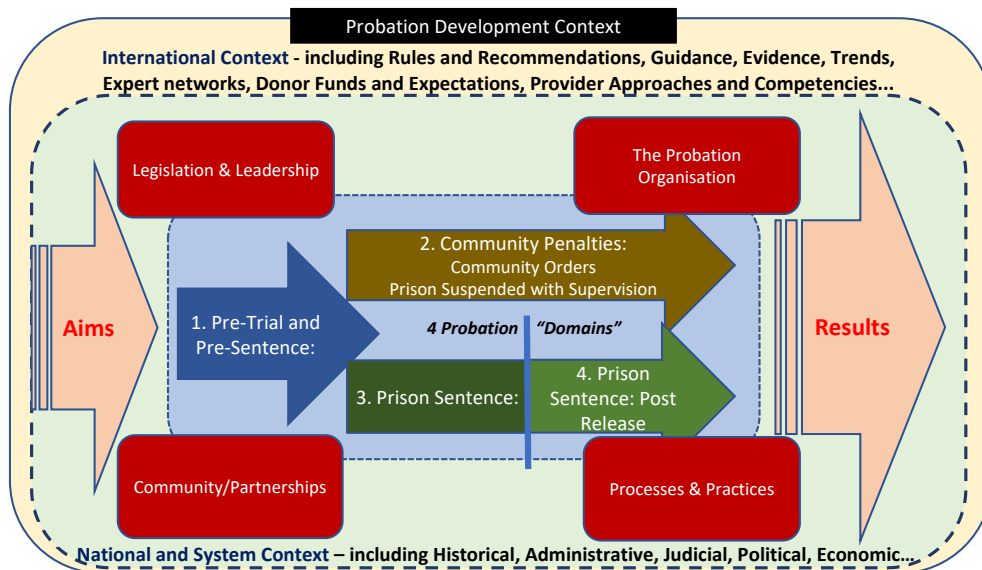 Probation Development Context
International Context - including Rules and Recommendations, Guidance, Evidence, Trends,
Expert networks, Donor Funds and Expectations, Provider Approaches and Competencies...
Legislation & Leadership
The Probation
Organisation
2. Community Penalties:
Community Orders
Prison Suspended with Supervision
Aims
1. Pre-Trial and
Pre-Sentence:
4 Probation "Domains"
Results
3. Prison Sentence:
4. Prison
Sentence: Post
Release
Community/Partnerships
Processes & Practices
National and System Context – including Historical, Administrative, Judicial, Political, Economic...